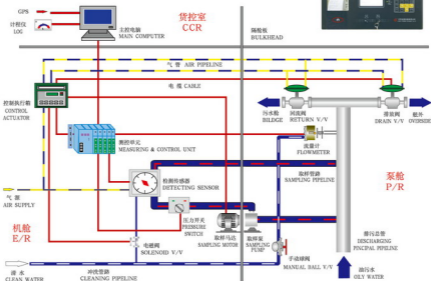 GPS
计程仪
LOG
主控电脑
MAIN COMPUTER
货控室
CCR
隔舱板
BULKHEAD
气 管 AIR PIPELINE
电 缆 CABLE
控制执行箱
CONTROL
ACTUATOR
测控单元
MEASURING & CONTROL UNIT
污水舱
回流阀
RETURN V/V
排放阀
DRAIN V/V
舷外
OVERSIDE
流量计
FLOWMETER
检测传感器
DETECTING SENSOR
取样管路
SAMPLING PIPELINE
泵舱
P/R
气 源
AIR SUPPLY
机舱
E/R
压力开关
PRESSURE
SWITCH
取样马达
SAMPLING MOTOR
取样泵
SAMPLING
PUMP
电磁阀
SOLENOID V/V
手动球阀
MANUAL BALL V/V
排污总管
DISCHARGING
PINCIPAL PIPELINE
清 水
CLEAN WATER
冲洗管路
CLEANING PIPELINE
油污水
OILY WATER